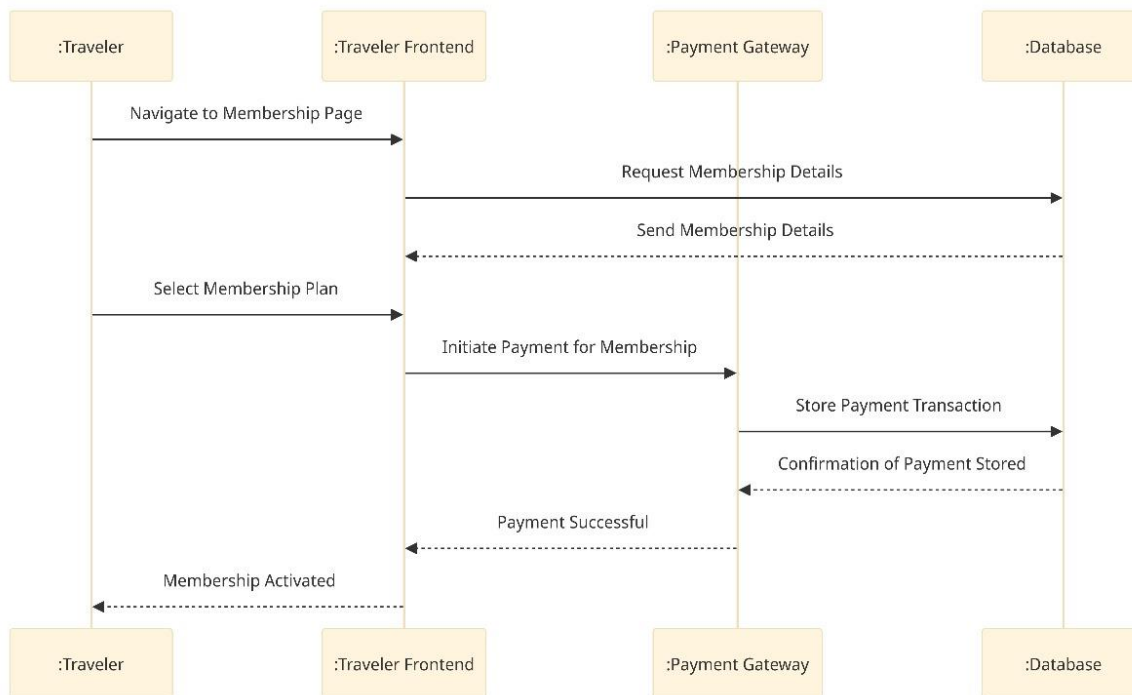 :Traveler
:Traveler Frontend
:Payment Gateway
:Database
Navigate to Membership Page
Request Membership Details
Send Membership Details
Select Membership Plan
Initiate Payment for Membership
Store Payment Transaction
Confirmation of Payment Stored
Payment Successful
Membership Activated
:Traveler
:Traveler Frontend
:Payment Gateway
:Database